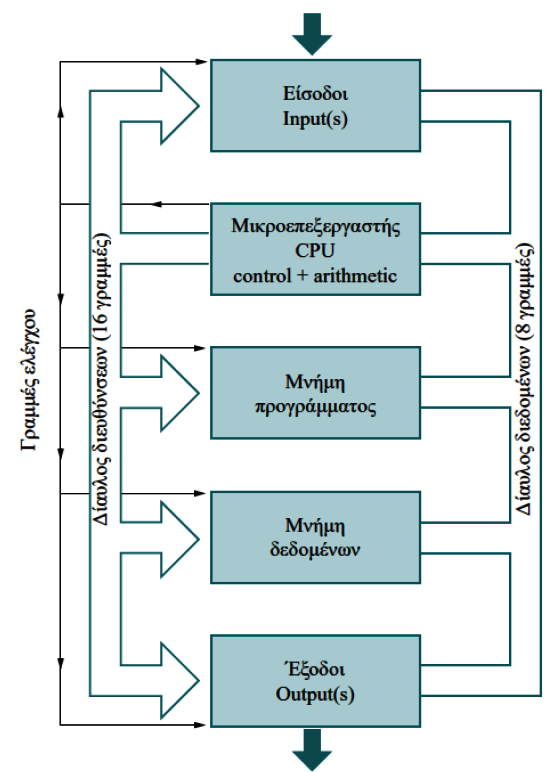 Είσοδοι
Input(s)
Μικροεπεξεργαστής
CPU
control + arithmetic
Μνήμη
προγράμματος
Μνήμη
δεδομένων
Έξοδοι
Output(s)
Γραμμές ελέγχου
Δίαυλος διευθύνσεων (16 γραμμές)
Δίαυλος διεδομένων (8 γραμμές)